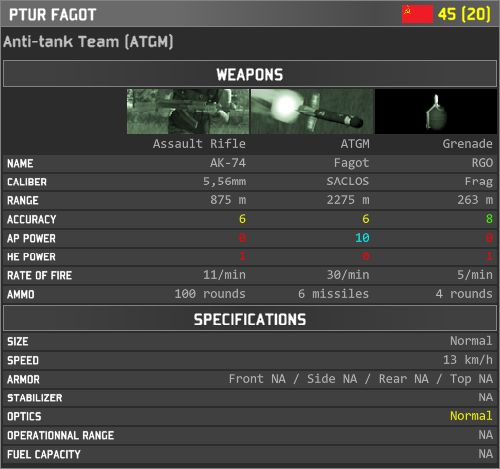 PTUR FAGOT 45 (20)
Anti-tank Team (ATGM)
WEAPONS
Assault Rifle ATGM Grenade
NAME AK-74 Fagot RGO
CALIBER 5,56mm SACLOS Frag
RANGE 875 m 2275 m 263 m
ACCURACY 6 6 8
AP POWER 0 10 0
HE POWER 1 0 1
RATE OF FIRE 11/min 30/min 5/min
AMMO 100 rounds 6 missiles 4 rounds
SPECIFICATIONS
SIZE Normal
SPEED 13 km/h
ARMOR Front NA / Side NA / Rear NA / Top NA
STABILIZER NA
OPTICS Normal
OPERATIONNAL RANGE NA
FUEL CAPACITY NA